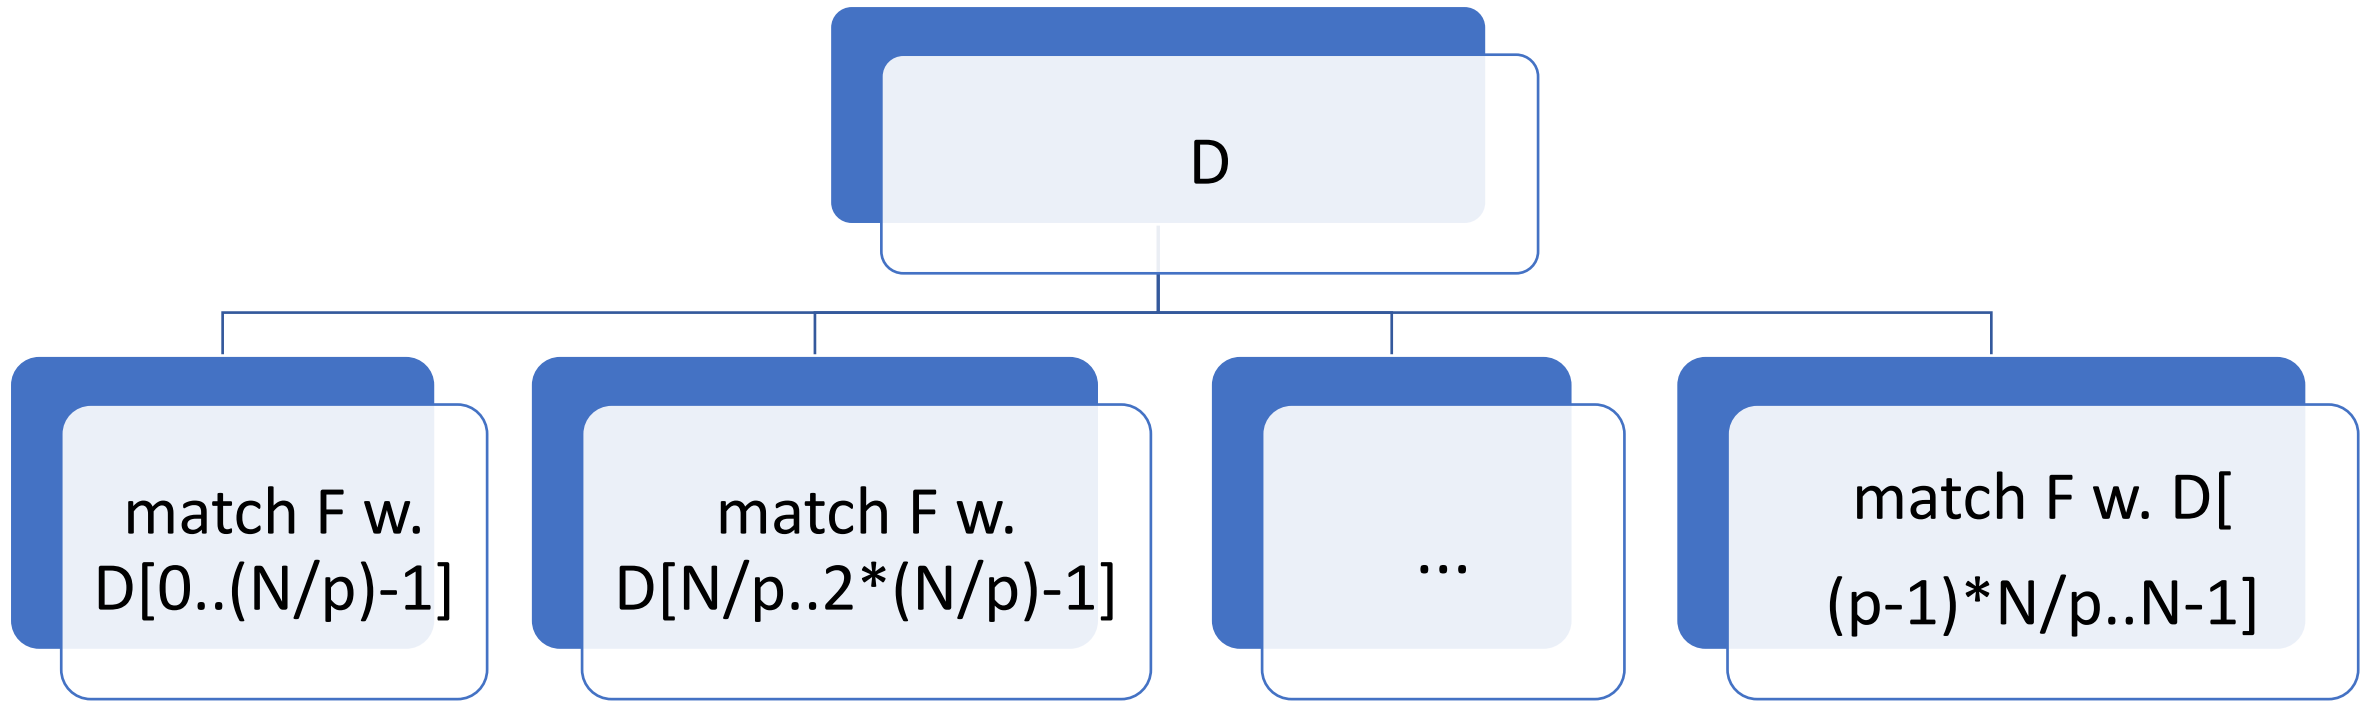 D
match F w.
D[0..(N/p)-1]
match F w.
D[N/p..2*(N/p)-1]
...
match F w. D[
(p-1)*N/p..N-1]